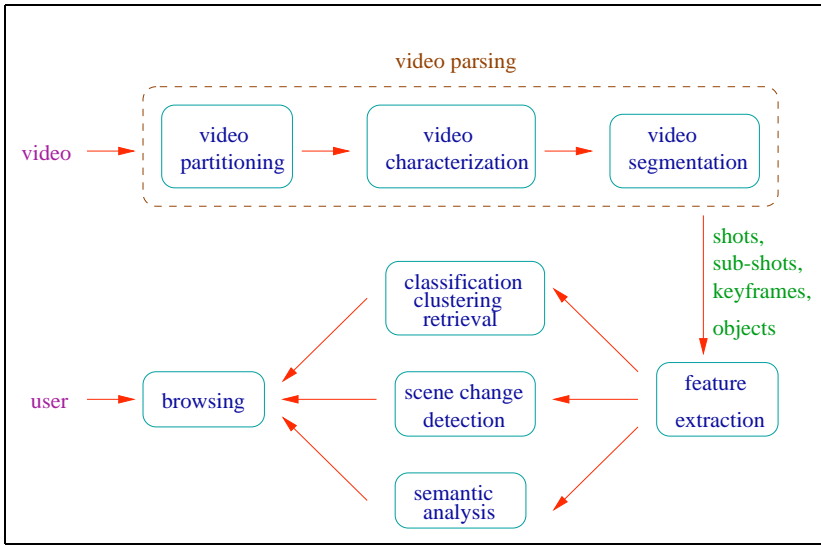 video parsing
video
video
partitioning
video
characterization
video
segmentation
shots,
sub-shots,
keyframes,
objects
classification
clustering
retrieval
user
browsing
scene change
detection
feature
extraction
semantic
analysis